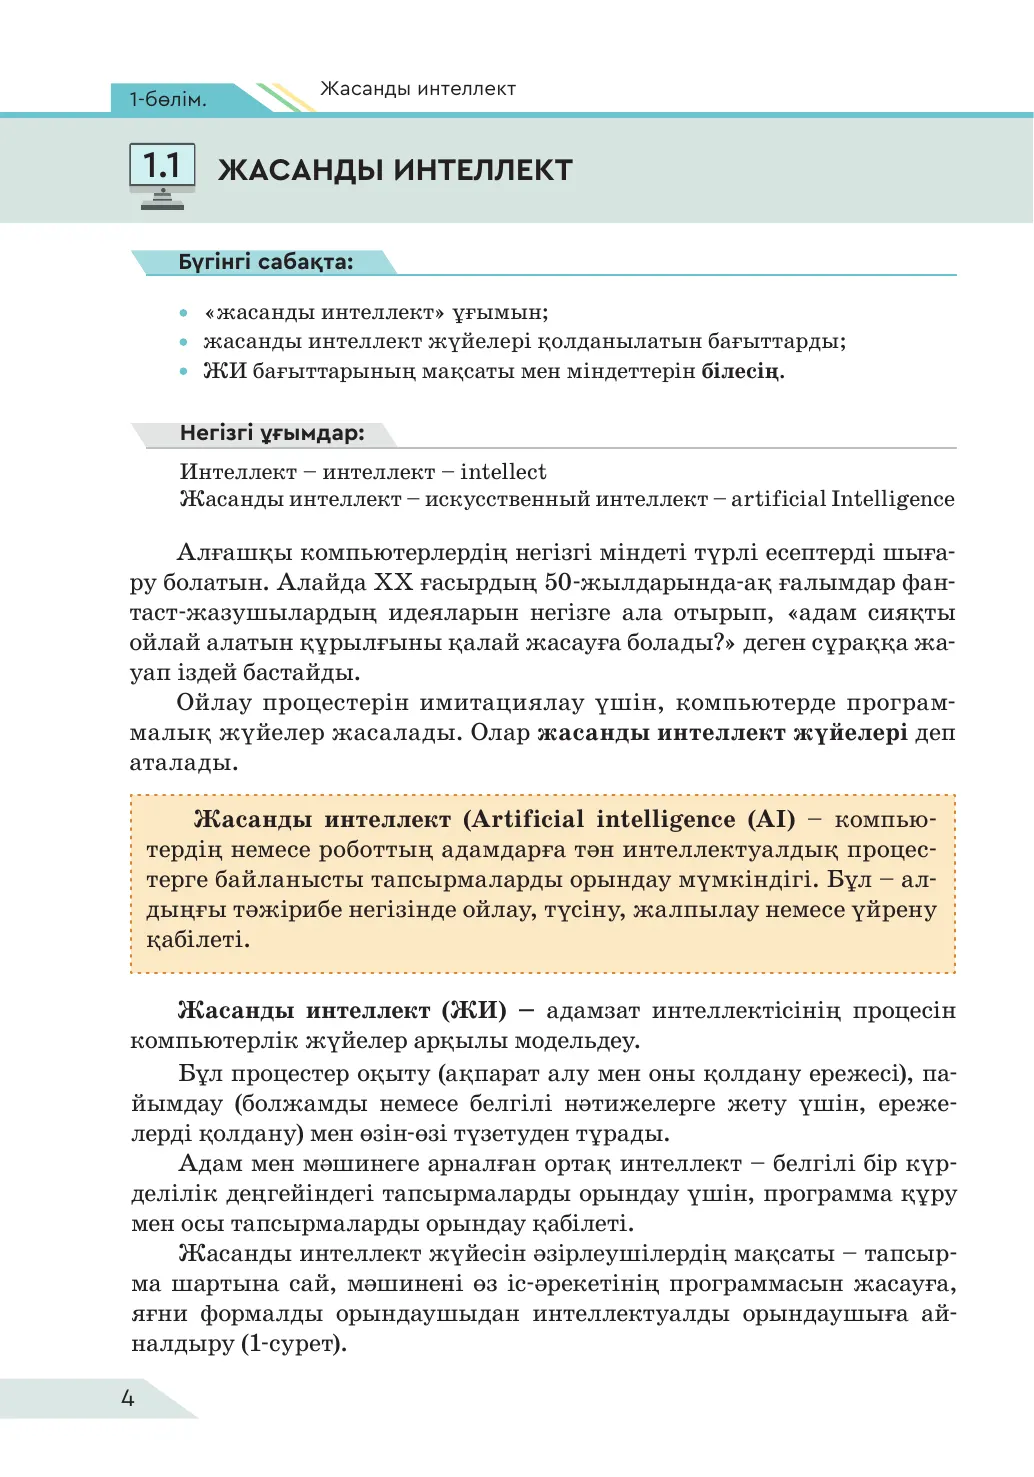 1-бөлім.
Жасанды интеллект
1.1
ЖАСАНДЫ ИНТЕЛЛЕКТ
Бүгінгі сабақта:
• «жасанды интеллект» ұғымын;
• жасанды интеллект жүйелері қолданылатын бағыттарды;
• ЖИ бағыттарының мақсаты мен міндеттерін білесің.
Негізгі ұғымдар:
Интеллект – интеллект – intellect
Жасанды интеллект – искусственный интеллект – artificial Intelligence
Алғашқы компьютерлердің негізгі міндеті түрлі есептерді шыға-
ру болатын. Алайда ХХ ғасырдың 50-жылдарында-ақ ғалымдар фан-
таст-жазушылардың идеяларын негізге ала отырып, «адам сияқты
ойлай алатын құрылғыны қалай жасауға болады?» деген сұраққа жа-
уап іздей бастайды.
Ойлау процестерін имитациялау үшін, компьютерде програм-
малық жүйелер жасалады. Олар жасанды интеллект жүйелері деп
аталады.
Жасанды интеллект (Artificial intelligence (AI) – компью-
тердің немесе роботтың адамдарға тән интеллектуалдық процес-
терге байланысты тапсырмаларды орындау мүмкіндігі. Бұл – ал-
дыңғы тәжірибе негізінде ойлау, түсіну, жалпылау немесе үйрену
қабілеті.
Жасанды интеллект (ЖИ) – адамзат интеллектісінің процесін
компьютерлік жүйелер арқылы модельдеу.
Бұл процестер оқыту (ақпарат алу мен оны қолдану ережесі), па-
йымдау (болжамды немесе белгілі нәтижелерге жету үшін, ереже-
лерді қолдану) мен өзін-өзі түзетуден тұрады.
Адам мен мәшинеге арналған ортақ интеллект – белгілі бір күр-
делілік деңгейіндегі тапсырмаларды орындау үшін, программа құру
мен осы тапсырмаларды орындау қабілеті.
Жасанды интеллект жүйесін әзірлеушілердің мақсаты – тапсыр-
ма шартына сай, мәшинені өз іс-әрекетінің программасын жасауға,
яғни формалды орындаушыдан интеллектуалды орындаушыға ай-
налдыру (1-сурет).
4